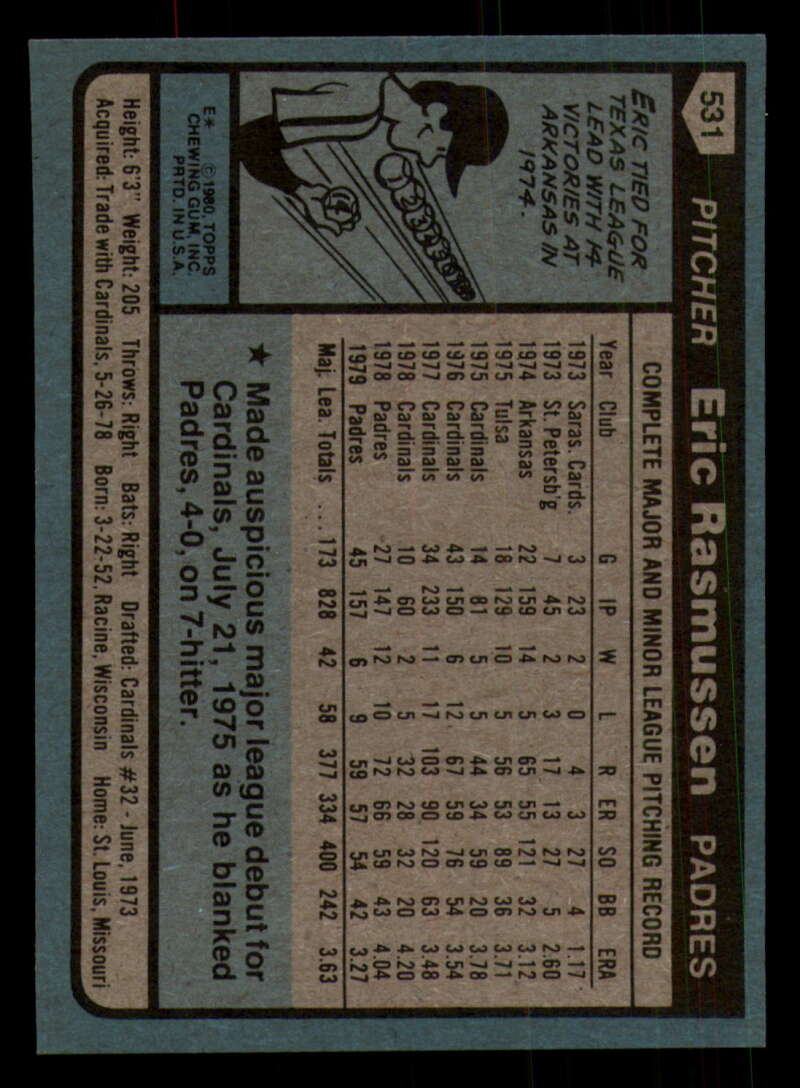 531
PITCHER Eric Rasmussen PADRES
ERIC TIED FOR
TEXAS LEAGUE
LEAD WITH 14
VICTORIES AT
ARKANSAS IN
1974.
E* © 1980, TOPPS
CHEWING GUM, INC.
PRTD. IN U.S.A.
COMPLETE MAJOR AND MINOR LEAGUE PITCHING RECORD
Year Club G IP W L R ER SO BB ERA
1973 Saras. Cards. 3 23 2 0 4 3 27 4 1.17
1973 St. Petersb'g 7 45 2 3 17 13 27 5 2.60
1974 Arkansas 22 159 14 5 65 55 121 32 3.12
1975 Tulsa 18 129 10 5 56 53 89 36 3.71
1975 Cardinals 14 81 5 5 44 34 59 20 3.78
1976 Cardinals 43 150 6 12 67 59 76 54 3.54
1977 Cardinals 34 233 11 17 103 90 120 63 3.48
1978 Cardinals 10 60 2 5 32 28 32 20 4.20
1978 Padres 27 147 12 10 72 66 59 43 4.04
1979 Padres 45 157 6 9 59 57 54 42 3.27
Maj. Lea. Totals ... 173 828 42 58 377 334 400 242 3.63
★ Made auspicious major league debut for
Cardinals, July 21, 1975 as he blanked
Padres, 4-0, on 7-hitter.
Height: 6'3" Weight: 205 Throws: Right Bats: Right Drafted: Cardinals #32 - June, 1973
Acquired: Trade with Cardinals, 5-26-78 Born: 3-22-52, Racine, Wisconsin Home: St. Louis, Missouri